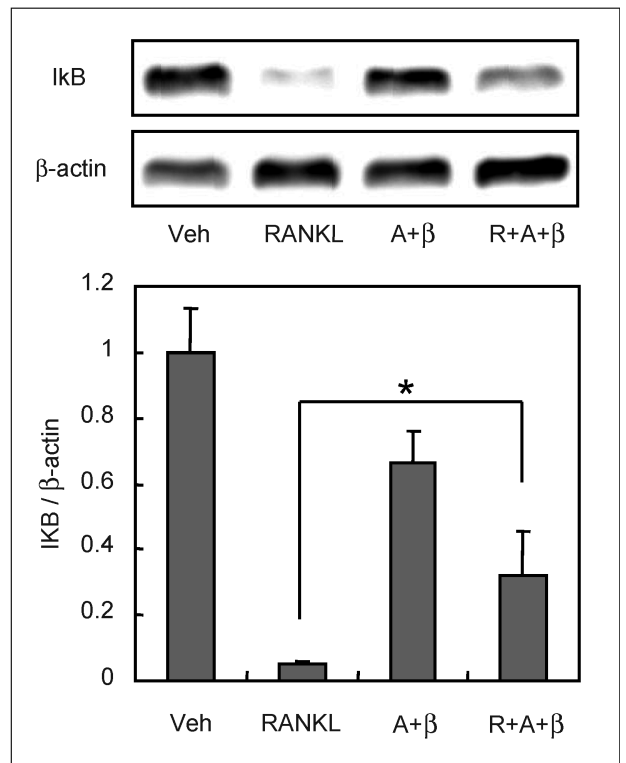 IkB
β-actin
Veh RANKL A+β R+A+β
1.2
1
0.8
0.6
0.4
0.2
0
IKB / β-actin
*
Veh RANKL A+β R+A+β